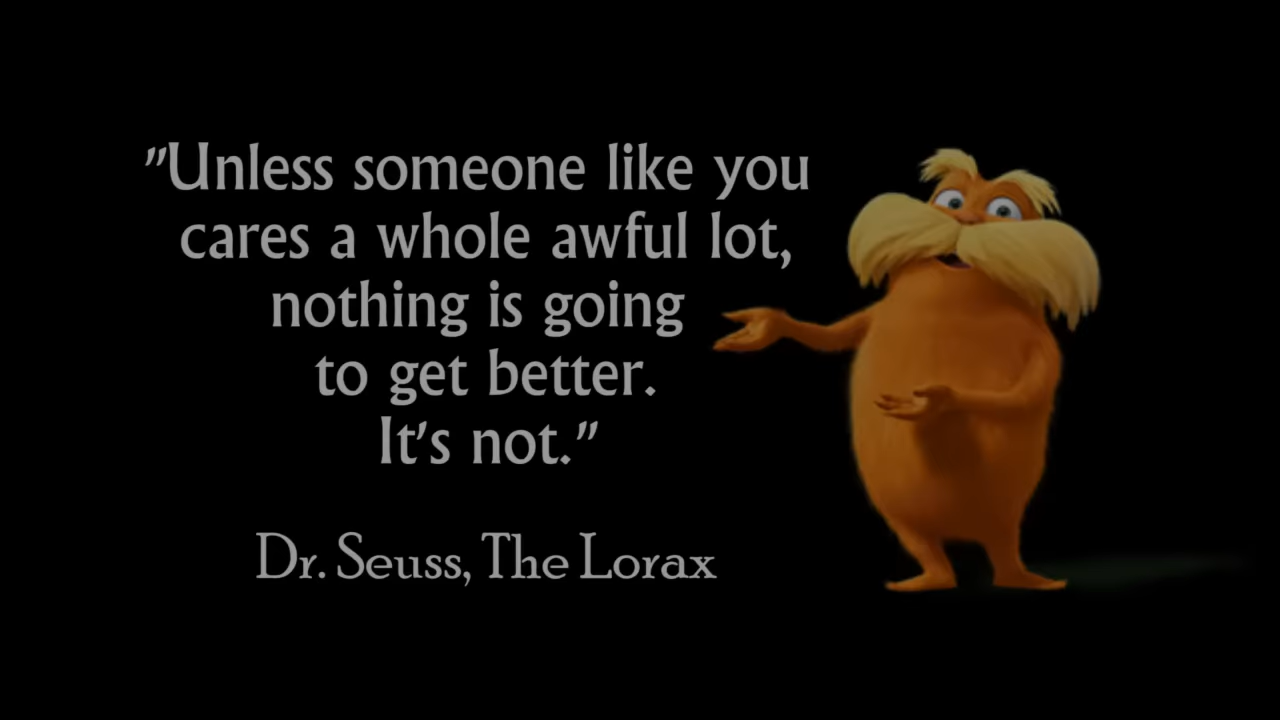 "Unless someone like you
cares a whole awful lot,
nothing is going
to get better.
It's not."
Dr. Seuss, The Lorax